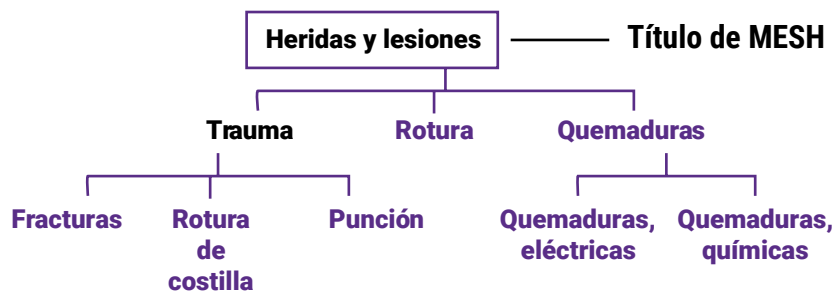 Heridas y lesiones
Título de MESH
Trauma
Rotura
Quemaduras
Fracturas
Rotura
de
costilla
Punción
Quemaduras,
eléctricas
Quemaduras,
químicas